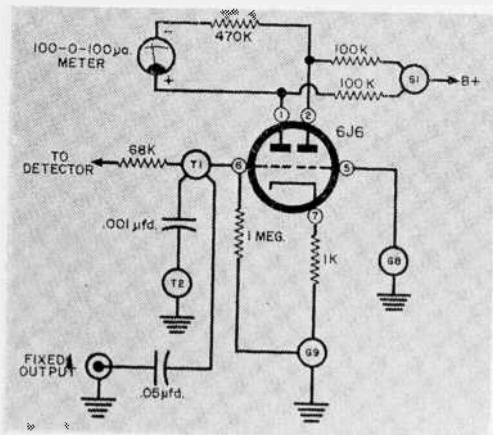 470K
100-0-100µa.
METER
-
+
100K
100K
S1
B+
1
2
6J6
TO
DETECTOR
68K
T1
6
5
.001 µfd.
1 MEG.
7
1K
T2
G8
G9
FIXED
OUTPUT
.05µfd.